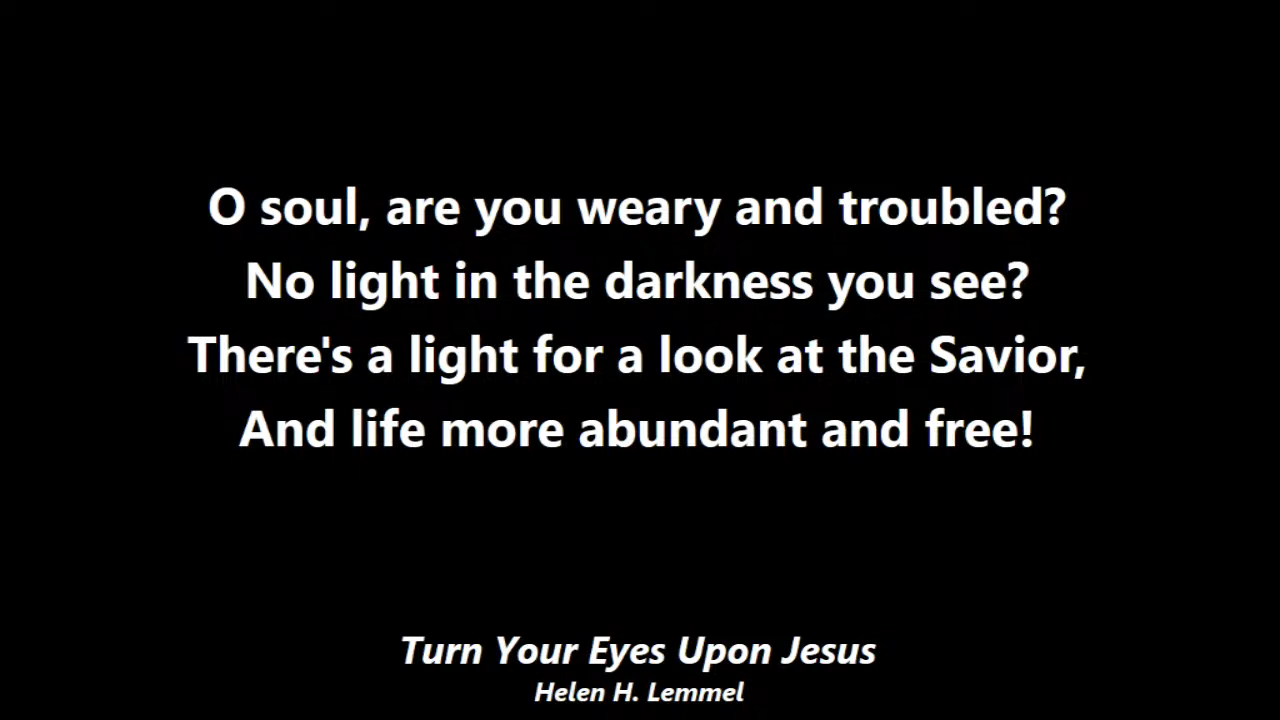 O soul, are you weary and troubled?
No light in the darkness you see?
There's a light for a look at the Savior,
And life more abundant and free!
Turn Your Eyes Upon Jesus
Helen H. Lemmel